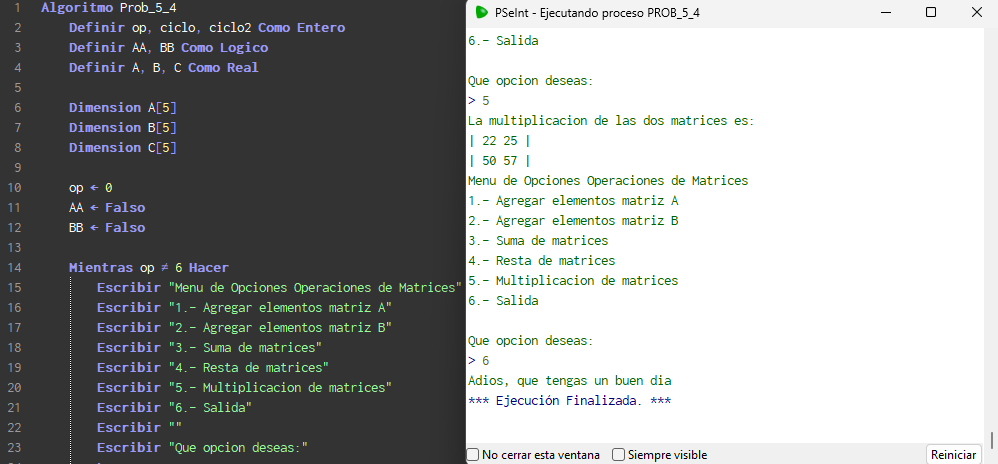 1 Algoritmo Prob_5_4
2 Definir op, ciclo, ciclo2 Como Entero
3 Definir AA, BB Como Logico
4 Definir A, B, C Como Real
5
6 Dimension A[5]
7 Dimension B[5]
8 Dimension C[5]
9
10 op ← 0
11 AA ← Falso
12 BB ← Falso
13
14 Mientras op ≠ 6 Hacer
15 Escribir "Menu de Opciones Operaciones de Matrices"
16 Escribir "1.- Agregar elementos matriz A"
17 Escribir "2.- Agregar elementos matriz B"
18 Escribir "3.- Suma de matrices"
19 Escribir "4.- Resta de matrices"
20 Escribir "5.- Multiplicacion de matrices"
21 Escribir "6.- Salida"
22 Escribir ""
23 Escribir "Que opcion deseas:"
PSeInt - Ejecutando proceso PROB_5_4
6.- Salida
Que opcion deseas:
> 5
La multiplicacion de las dos matrices es:
| 22 25 |
| 50 57 |
Menu de Opciones Operaciones de Matrices
1.- Agregar elementos matriz A
2.- Agregar elementos matriz B
3.- Suma de matrices
4.- Resta de matrices
5.- Multiplicacion de matrices
6.- Salida
Que opcion deseas:
> 6
Adios, que tengas un buen dia
*** Ejecución Finalizada. ***
No cerrar esta ventana Siempre visible Reiniciar